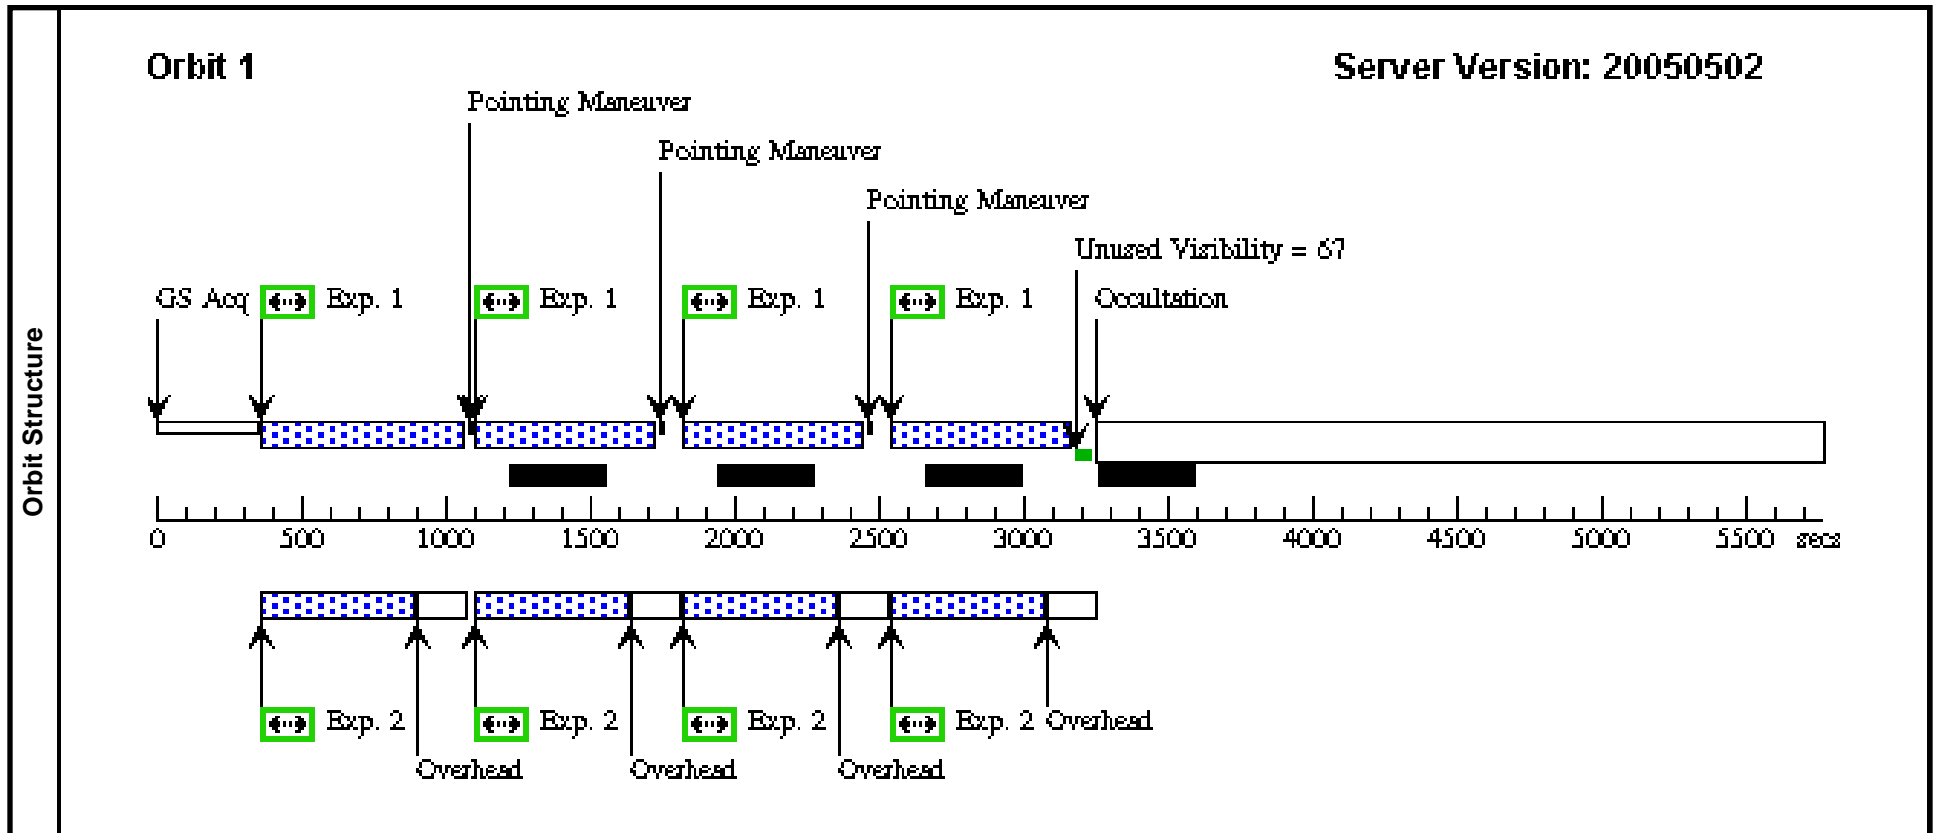 Orbit Structure
Orbit 1
Server Version: 20050502
Pointing Maneuver
Pointing Maneuver
Pointing Maneuver
Unused Visibility = 67
GS Acq
Exp. 1
Exp. 1
Exp. 1
Exp. 1
Occultation
0 500 1000 1500 2000 2500 3000 3500 4000 4500 5000 5500 secs
Exp. 2
Exp. 2
Exp. 2
Exp. 2
Overhead
Overhead
Overhead
Overhead